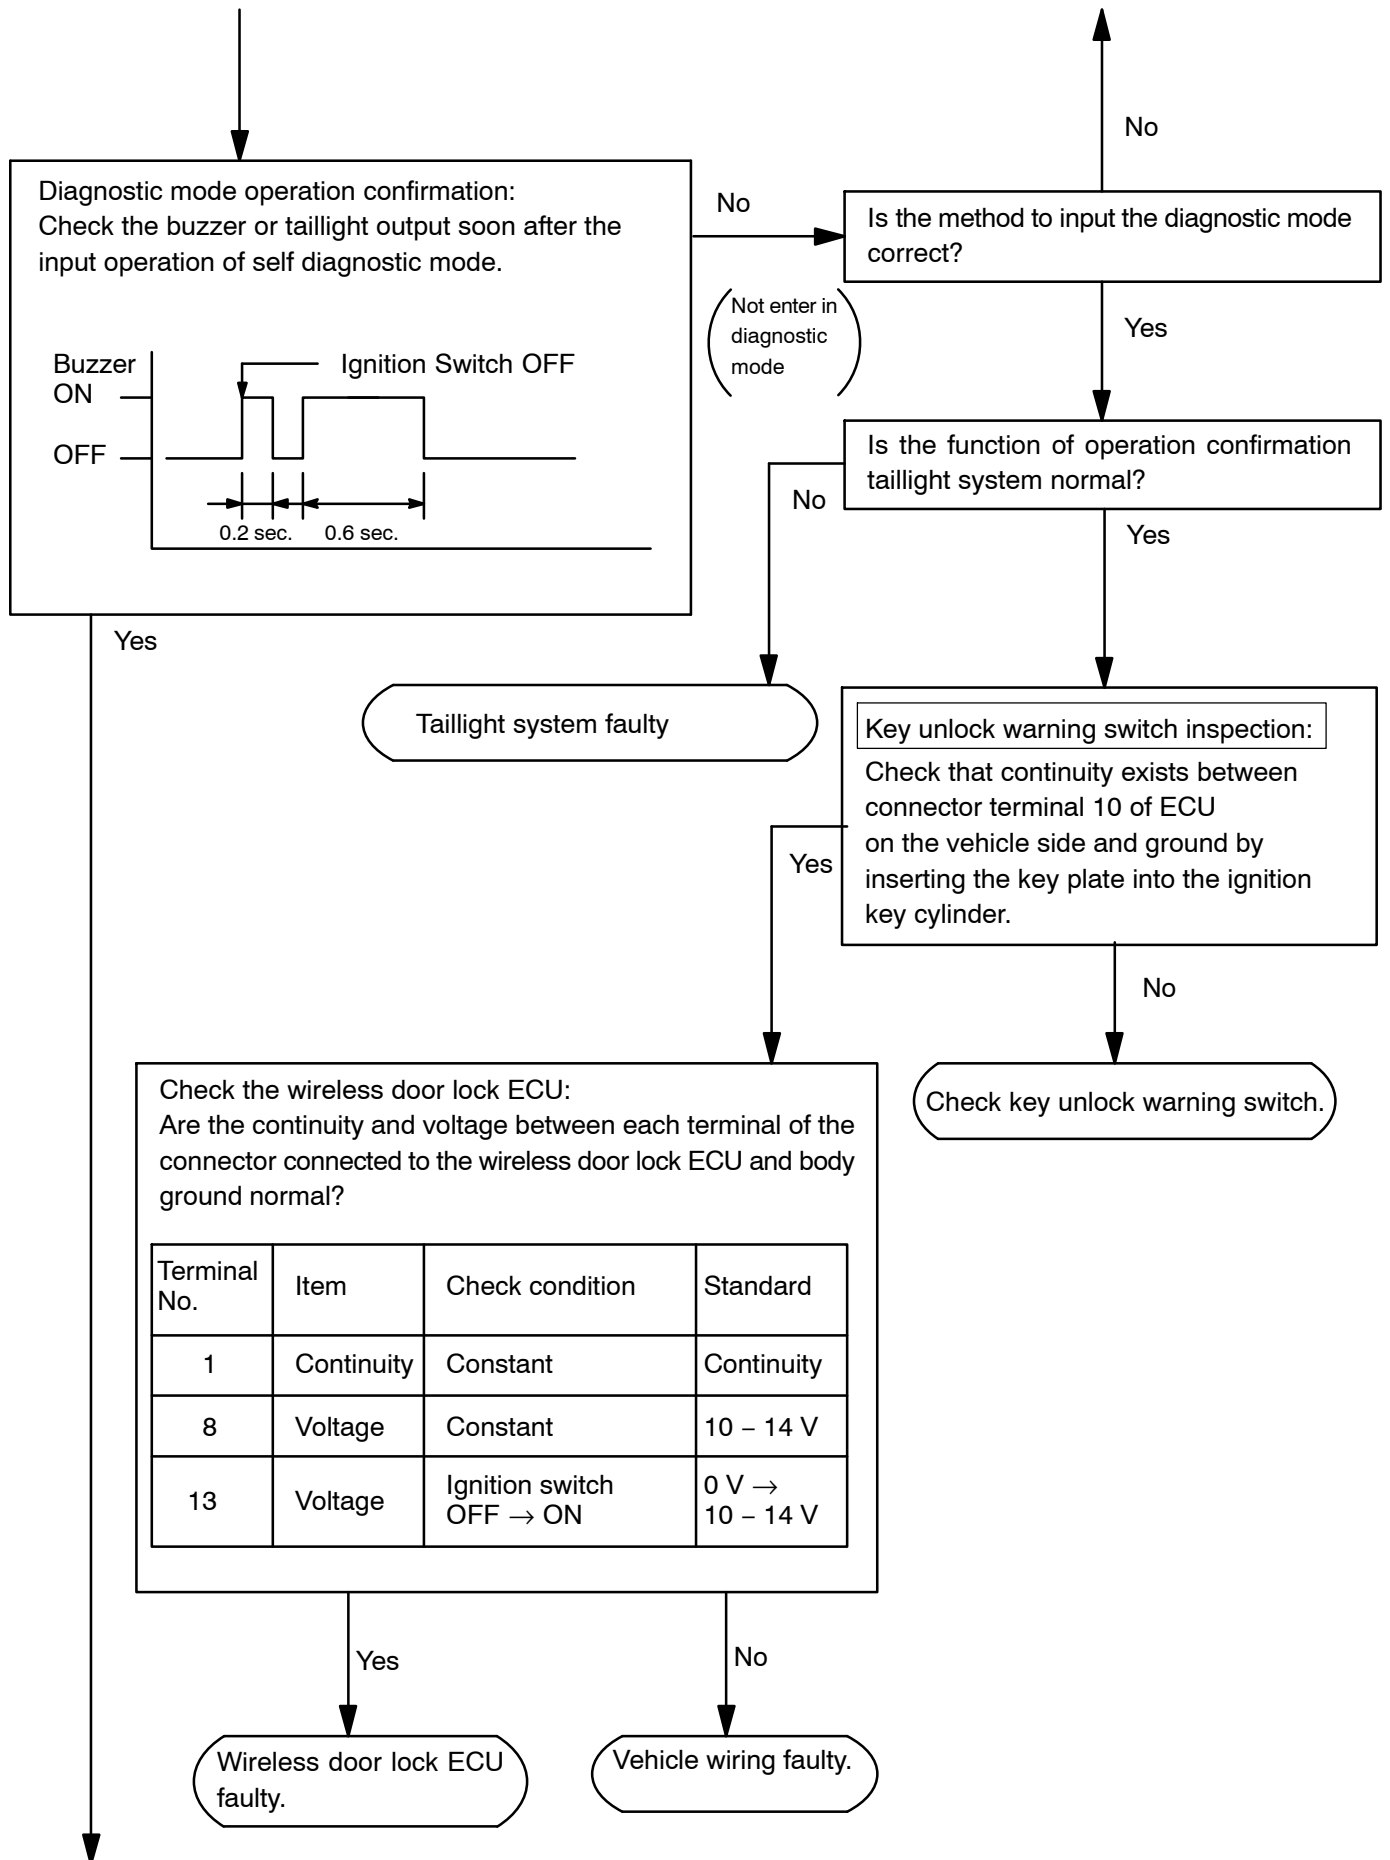 No
Diagnostic mode operation confirmation:
Check the buzzer or taillight output soon after the
input operation of self diagnostic mode.
No
Is the method to input the diagnostic mode
correct?
Not enter in
diagnostic
mode
Yes
Buzzer
ON
Ignition Switch OFF
OFF
0.2 sec.
0.6 sec.
Is the function of operation confirmation
taillight system normal?
No
Yes
Yes
Taillight system faulty
Key unlock warning switch inspection:
Check that continuity exists between
connector terminal 10 of ECU
on the vehicle side and ground by
inserting the key plate into the ignition
key cylinder.
Yes
No
Check key unlock warning switch.
Check the wireless door lock ECU:
Are the continuity and voltage between each terminal of the
connector connected to the wireless door lock ECU and body
ground normal?
Terminal
No.
Item
Check condition
Standard
1
Continuity
Constant
Continuity
8
Voltage
Constant
10 – 14 V
13
Voltage
Ignition switch
OFF → ON
0 V →
10 – 14 V
Yes
No
Wireless door lock ECU
faulty.
Vehicle wiring faulty.